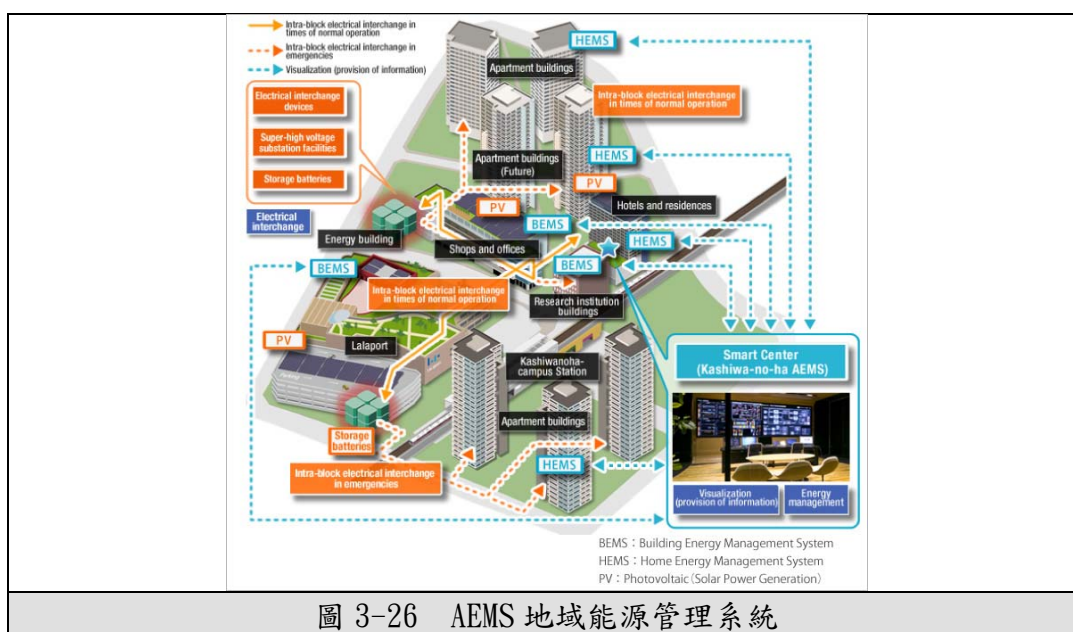 Intra-block electrical interchange in
times of normal operation
Intra-block electrical interchange in
emergencies
Visualization (provision of information)
HEMS
Apartment buildings
Electrical interchange
devices
Super-high voltage
substation facilities
Storage batteries
Intra-block electrical interchange
in times of normal operation
HEMS
Apartment buildings
(Future)
PV
PV
Hotels and residences
Electrical
interchange
Energy building
BEMS
Shops and offices
HEMS
BEMS
BEMS
Intra-block electrical interchange
in times of normal operation
Research institution
buildings
PV
Lalaport
Kashiwanoha-
campus Station
Smart Center
(Kashiwa-no-ha AEMS)
Apartment buildings
Storage
batteries
HEMS
Intra-block electrical interchange
in emergencies
Visualization
(provision of information)
Energy
management
BEMS：Building Energy Management System
HEMS：Home Energy Management System
PV：Photovoltaic（Solar Power Generation）
圖 3-26 AEMS 地域能源管理系統